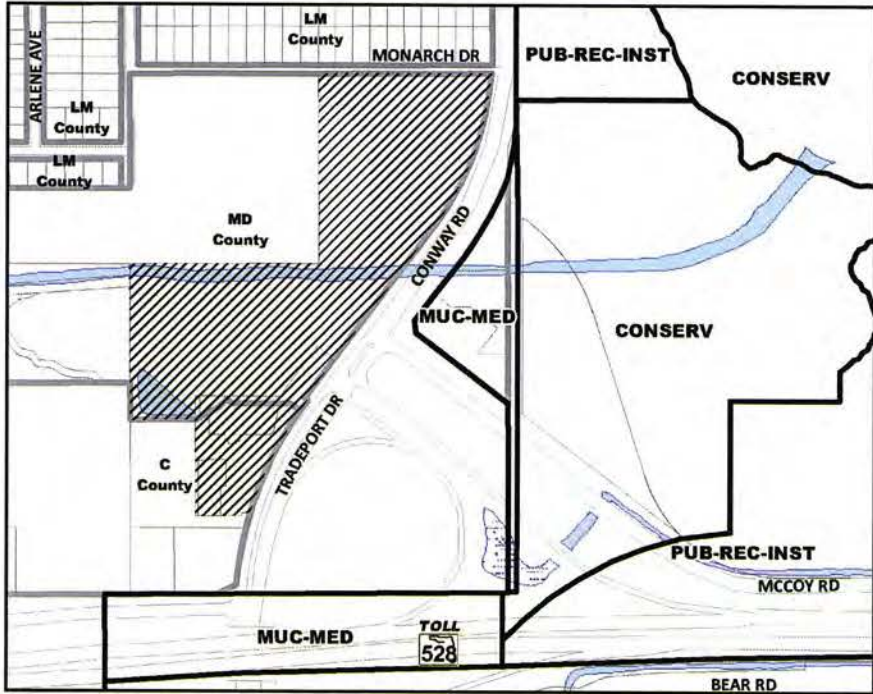 LM
County
MONARCH DR
PUB-REC-INST
CONSERV
ARLENE AVE
LM
County
LM
County
MD
County
CONWAY RD
MUC-MED
CONSERV
TRADEPORT DR
C
County
PUB-REC-INST
MCCOY RD
MUC-MED
TOLL
528
BEAR RD